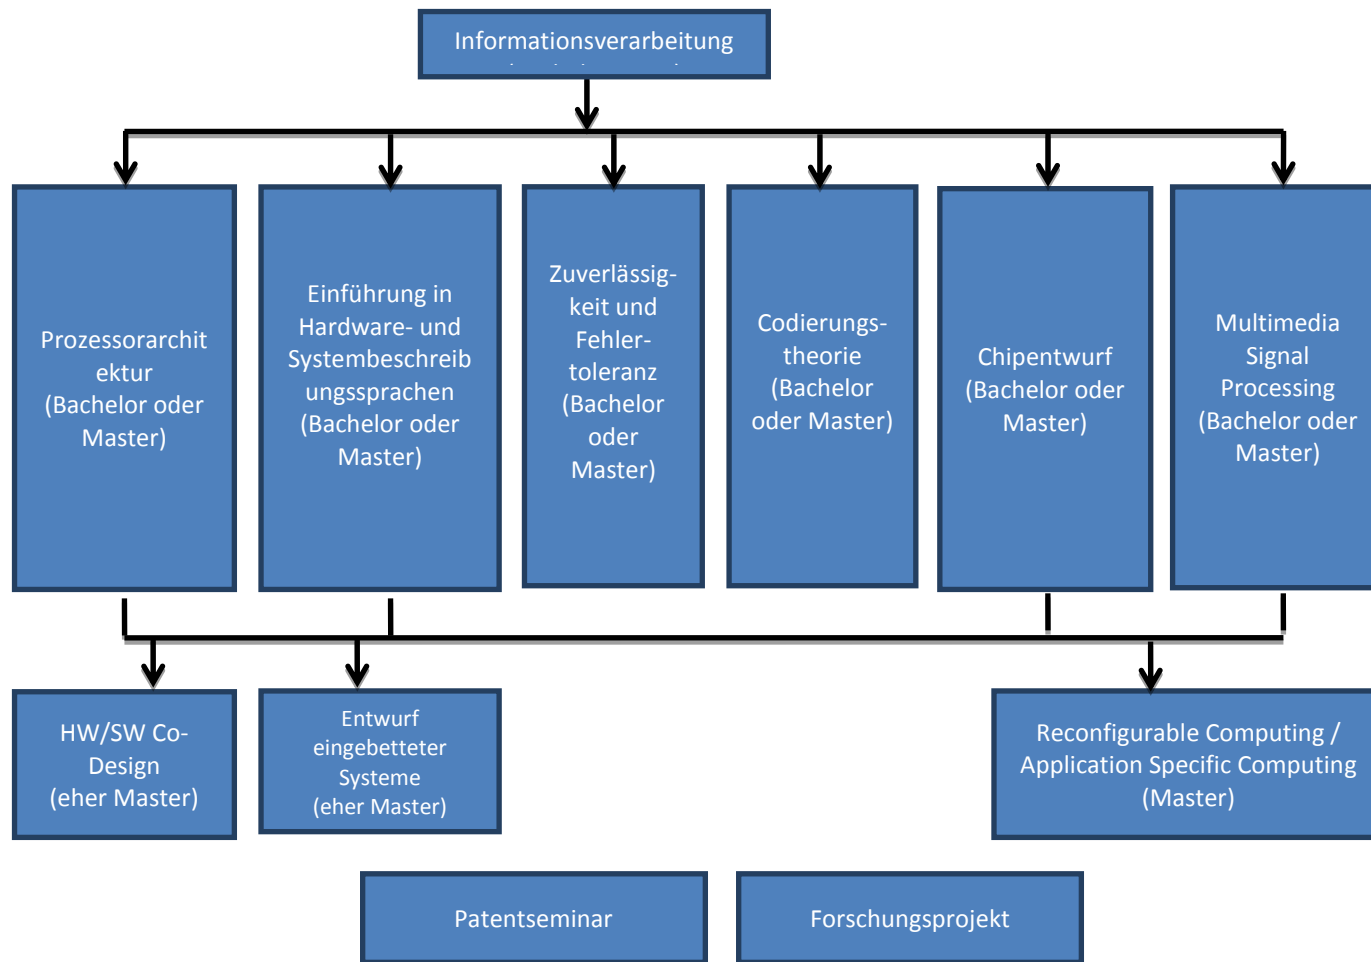 Informationsverarbeitung
Prozessorarchit
ektur
(Bachelor oder
Master)
Einführung in
Hardware- und
Systembeschreib
ungssprachen
(Bachelor oder
Master)
Zuverlässig-
keit und
Fehler-
toleranz
(Bachelor
oder
Master)
Codierungs-
theorie
(Bachelor
oder Master)
Chipentwurf
(Bachelor oder
Master)
Multimedia
Signal
Processing
(Bachelor oder
Master)
HW/SW Co-
Design
(eher Master)
Entwurf
eingebetteter
Systeme
(eher Master)
Reconfigurable Computing /
Application Specific Computing
(Master)
Patentseminar
Forschungsprojekt